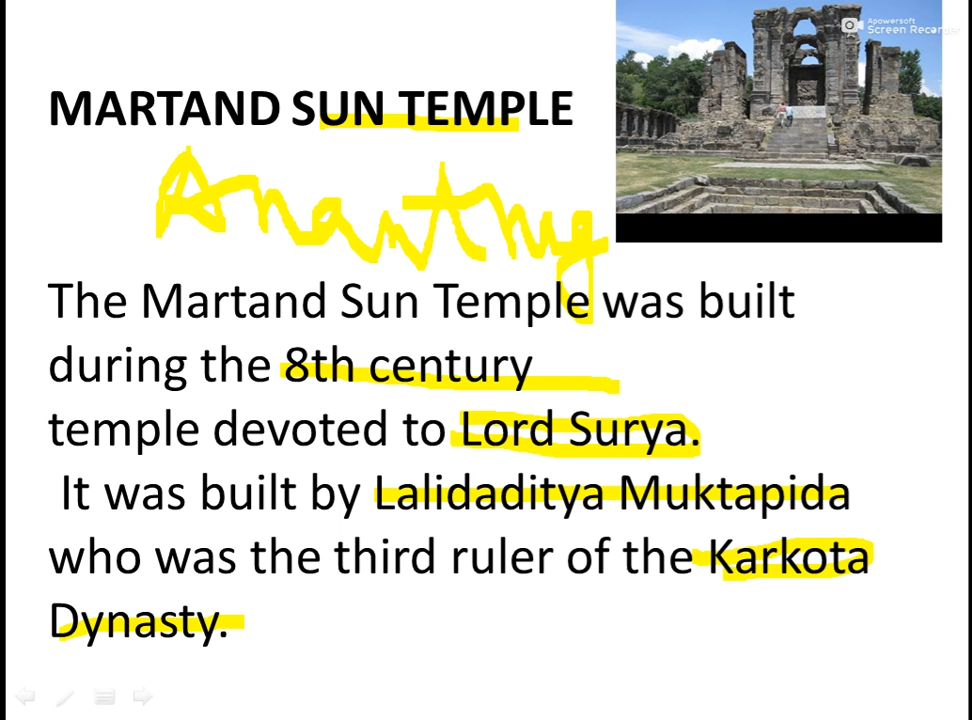 Apowersoft
Screen Recorder
MARTAND SUN TEMPLE
The Martand Sun Temple was built
during the 8th century
temple devoted to Lord Surya.
It was built by Lalidaditya Muktapida
who was the third ruler of the Karkota
Dynasty.